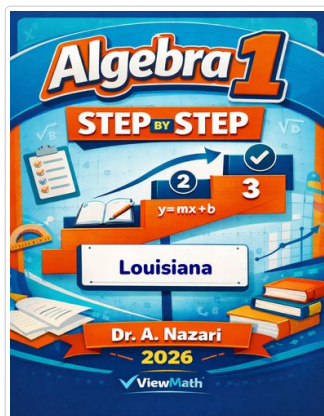 Algebra 1
STEP BY STEP
2
3
y=mx+b
Louisiana
Dr. A. Nazari
2026
ViewMath